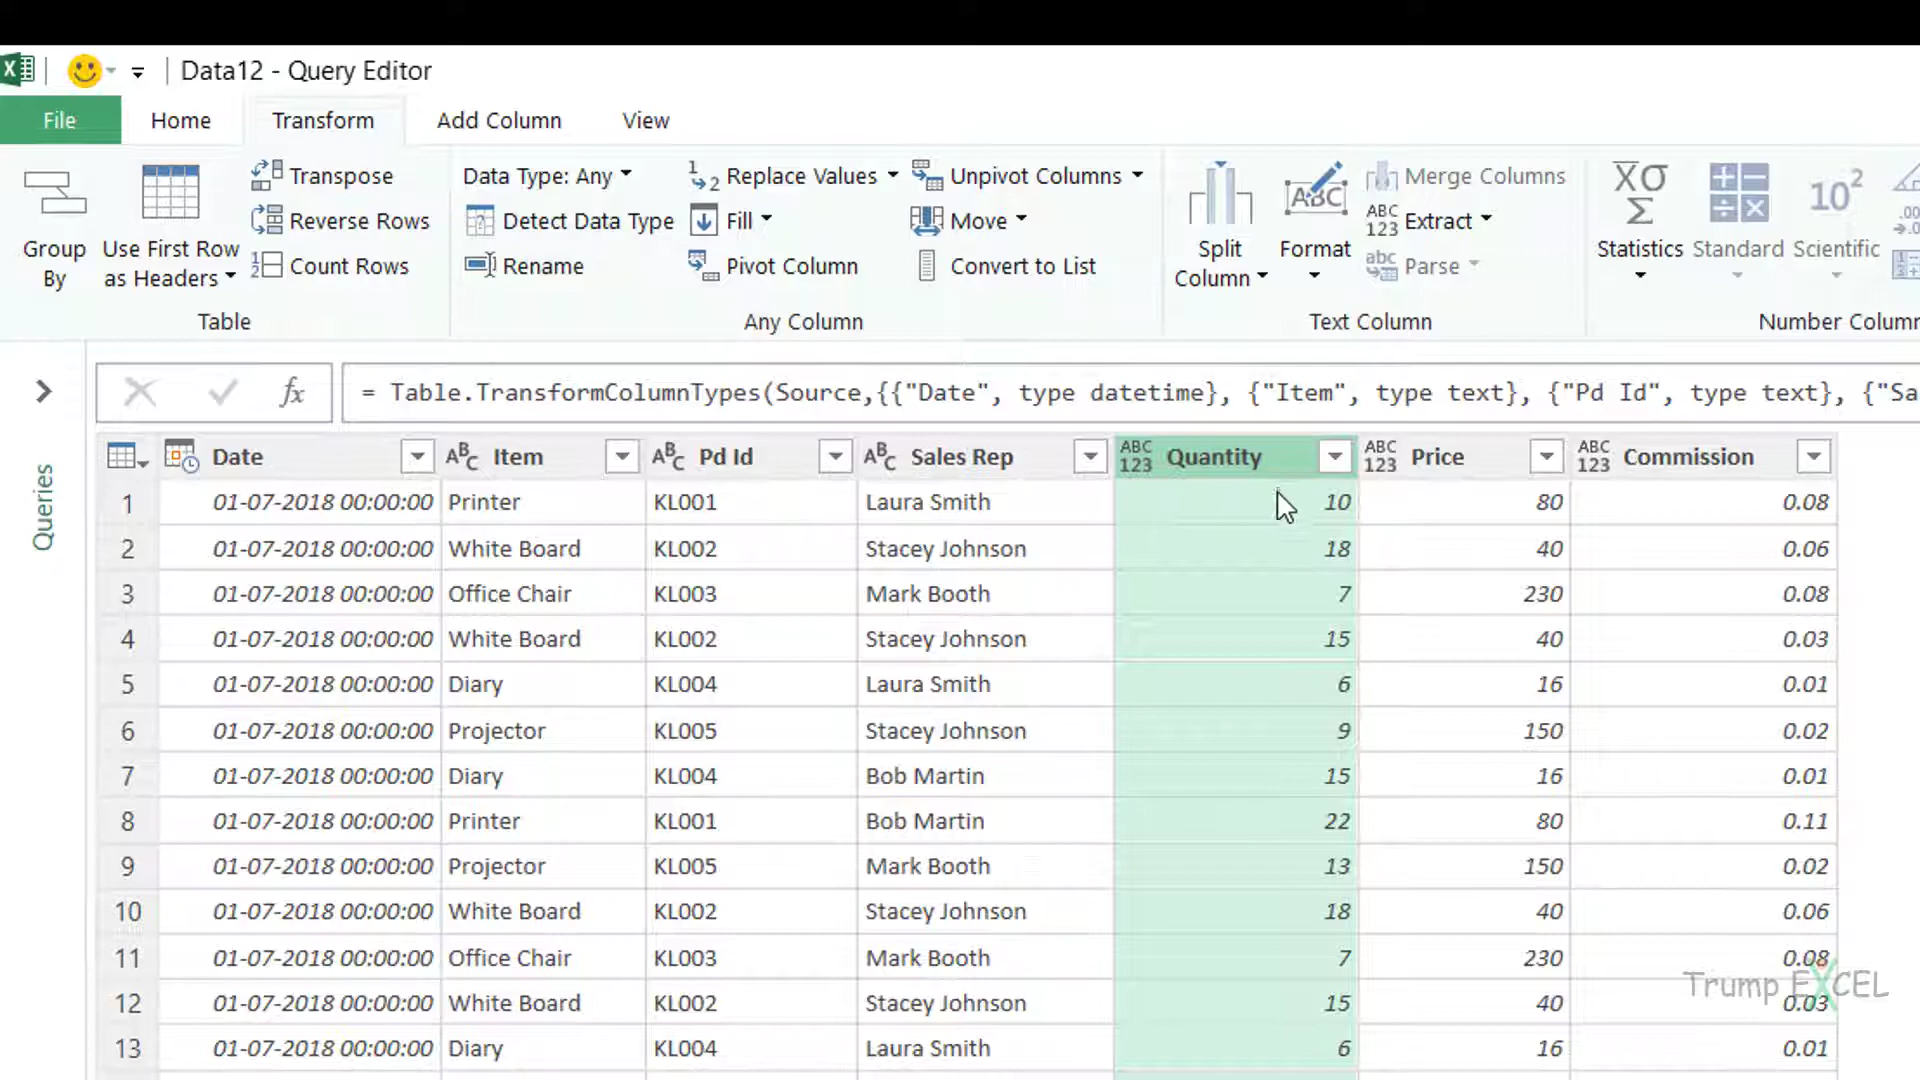 Data12 - Query Editor
File Home Transform Add Column View
Group By
Use First Row as Headers
Transpose
Reverse Rows
Count Rows
Table
Data Type: Any
Detect Data Type
Rename
Replace Values
Fill
Pivot Column
Unpivot Columns
Move
Convert to List
Any Column
Split Column
Format
Merge Columns
Extract
Parse
Text Column
Statistics
Standard
Scientific
Number Column
= Table.TransformColumnTypes(Source,{{"Date", type datetime}, {"Item", type text}, {"Pd Id", type text}, {"Sa
Queries
Date Item Pd Id Sales Rep Quantity Price Commission
1 01-07-2018 00:00:00 Printer KL001 Laura Smith 10 80 0.08
2 01-07-2018 00:00:00 White Board KL002 Stacey Johnson 18 40 0.06
3 01-07-2018 00:00:00 Office Chair KL003 Mark Booth 7 230 0.08
4 01-07-2018 00:00:00 White Board KL002 Stacey Johnson 15 40 0.03
5 01-07-2018 00:00:00 Diary KL004 Laura Smith 6 16 0.01
6 01-07-2018 00:00:00 Projector KL005 Stacey Johnson 9 150 0.02
7 01-07-2018 00:00:00 Diary KL004 Bob Martin 15 16 0.01
8 01-07-2018 00:00:00 Printer KL001 Bob Martin 22 80 0.11
9 01-07-2018 00:00:00 Projector KL005 Mark Booth 13 150 0.02
10 01-07-2018 00:00:00 White Board KL002 Stacey Johnson 18 40 0.06
11 01-07-2018 00:00:00 Office Chair KL003 Mark Booth 7 230 0.08
12 01-07-2018 00:00:00 White Board KL002 Stacey Johnson 15 40 0.03
13 01-07-2018 00:00:00 Diary KL004 Laura Smith 6 16 0.01
Trump EXCEL